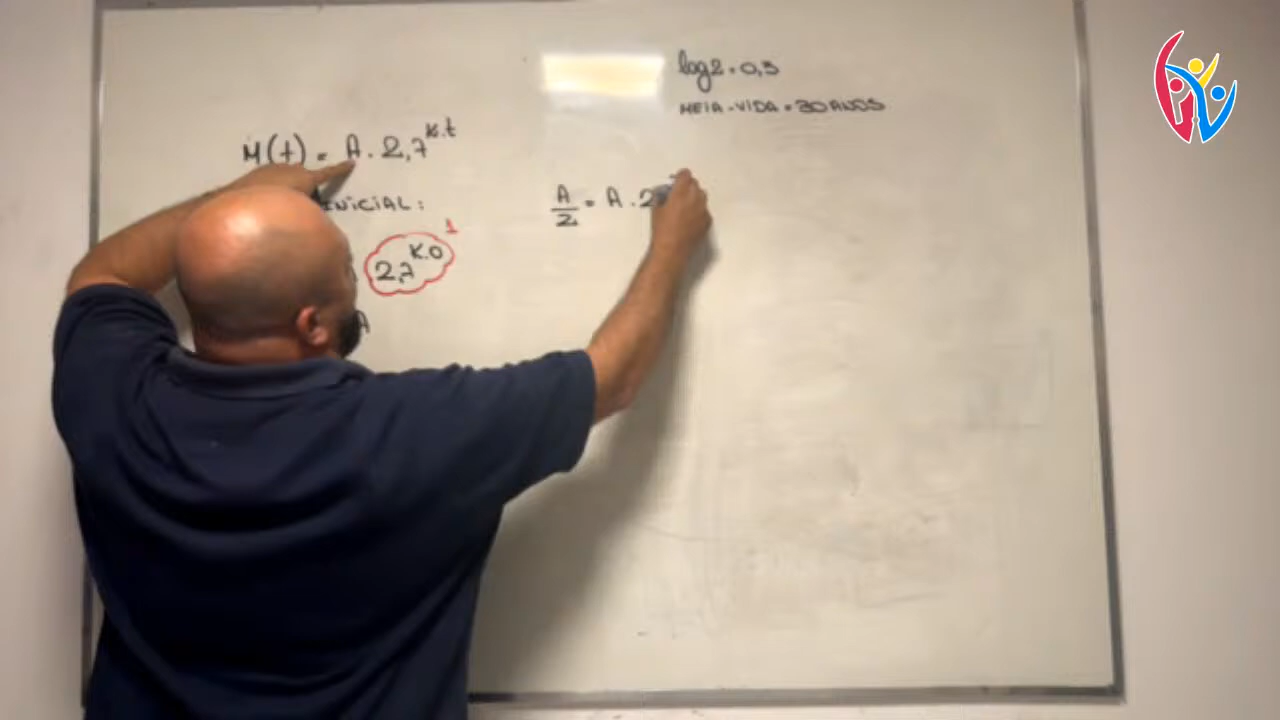 log2=0,3
MEIA-VIDA=30 ANOS
M(t) = A . 2,7^K.t
INICIAL:
A/2 = A . 2
2,7^K.0 1
A